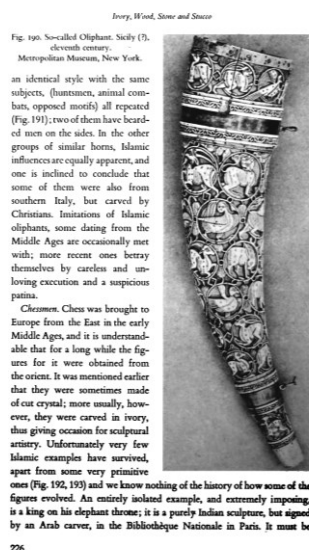 Ivory, Wood, Stone and Stucco
Fig. 190. So-called Oliphant. Sicily (?),
eleventh century.
Metropolitan Museum, New York.
an identical style with the same
subjects, (huntsmen, animal com-
bats, opposed motifs) all repeated
(Fig. 191); two of them have beard-
ed men on the sides. In the other
groups of similar horns, Islamic
influences are equally apparent, and
one is inclined to conclude that
some of them were also from
southern Italy, but carved by
Christians. Imitations of Islamic
oliphants, some dating from the
Middle Ages are occasionally met
with; more recent ones betray
themselves by careless and un-
loving execution and a suspicious
patina.
Chessmen. Chess was brought to
Europe from the East in the early
Middle Ages, and it is understand-
able that for a long while the fig-
ures for it were obtained from
the orient. It was mentioned earlier
that they were sometimes made
of cut crystal; more usually, how-
ever, they were carved in ivory,
thus giving occasion for sculptural
artistry. Unfortunately very few
Islamic examples have survived,
apart from some very primitive
ones (Fig. 192, 193) and we know nothing of the history of how some of the
figures evolved. An entirely isolated example, and extremely imposing,
is a king on his elephant throne; it is a purely Indian sculpture, but signed
by an Arab carver, in the Bibliothèque Nationale in Paris. It must be
226